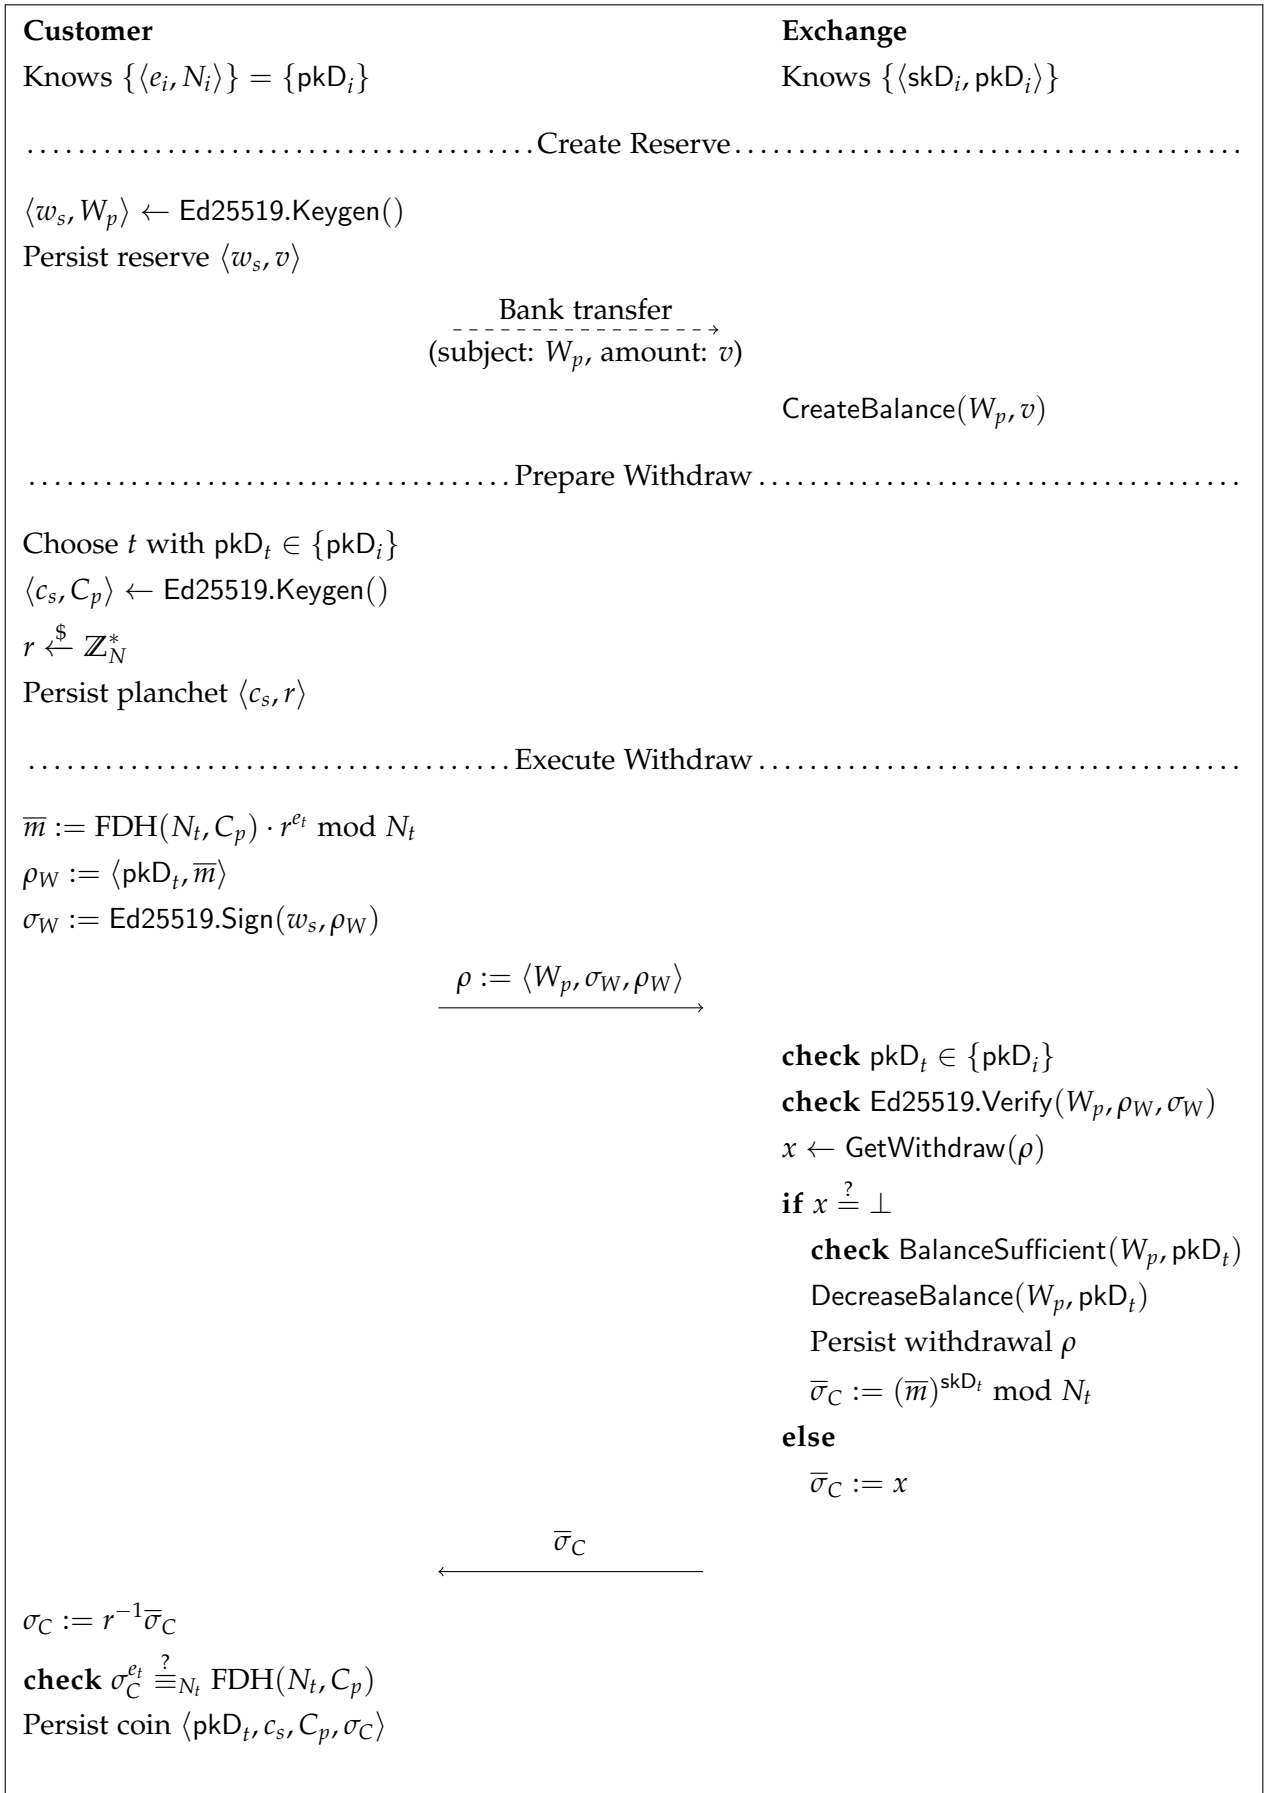 Customer Exchange
Knows {⟨e_i, N_i⟩} = {pkD_i} Knows {⟨skD_i, pkD_i⟩}
........................................Create Reserve........................................
⟨w_s, W_p⟩ ← Ed25519.Keygen()
Persist reserve ⟨w_s, v⟩
Bank transfer
(subject: W_p, amount: v)
CreateBalance(W_p, v)
......................................Prepare Withdraw......................................
Choose t with pkD_t ∈ {pkD_i}
⟨c_s, C_p⟩ ← Ed25519.Keygen()
r ←$ ℤ*_N
Persist planchet ⟨c_s, r⟩
......................................Execute Withdraw......................................
m̅ := FDH(N_t, C_p) · r^{e_t} mod N_t
ρ_W := ⟨pkD_t, m̅⟩
σ_W := Ed25519.Sign(w_s, ρ_W)
ρ := ⟨W_p, σ_W, ρ_W⟩
check pkD_t ∈ {pkD_i}
check Ed25519.Verify(W_p, ρ_W, σ_W)
x ← GetWithdraw(ρ)
if x ≟ ⊥
check BalanceSufficient(W_p, pkD_t)
DecreaseBalance(W_p, pkD_t)
Persist withdrawal ρ
σ̅_C := (m̅)^{skD_t} mod N_t
else
σ̅_C := x
σ̅_C
σ_C := r^{−1}σ̅_C
check σ_C^{e_t} ≡^?_{N_t} FDH(N_t, C_p)
Persist coin ⟨pkD_t, c_s, C_p, σ_C⟩